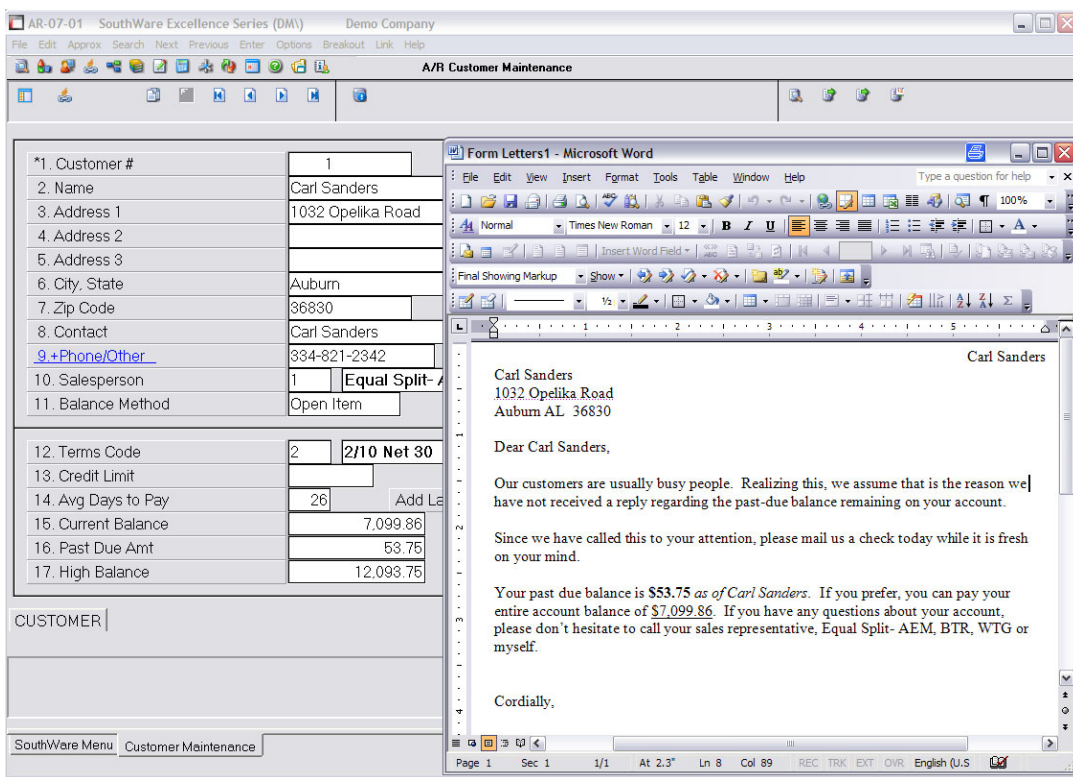 AR-07-01 SouthWare Excellence Series (DM\) Demo Company
File Edit Approx Search Next Previous Enter Options Breakout Link Help
A/R Customer Maintenance
*1. Customer # 1
2. Name Carl Sanders
3. Address 1 1032 Opelika Road
4. Address 2
5. Address 3
6. City, State Auburn
7. Zip Code 36830
8. Contact Carl Sanders
9.+Phone/Other 334-821-2342
10. Salesperson 1 Equal Split- A
11. Balance Method Open Item
12. Terms Code 2 2/10 Net 30
13. Credit Limit
14. Avg Days to Pay 26 Add La
15. Current Balance 7,099.86
16. Past Due Amt 53.75
17. High Balance 12,093.75
CUSTOMER
SouthWare Menu Customer Maintenance
Form Letters1 - Microsoft Word
File Edit View Insert Format Tools Table Window Help Type a question for help
100%
Normal Times New Roman 12 B I U A
Insert Word Field
Final Showing Markup Show
½
1 2 3 4 5
Carl Sanders
Carl Sanders
1032 Opelika Road
Auburn AL 36830
Dear Carl Sanders,
Our customers are usually busy people. Realizing this, we assume that is the reason we
have not received a reply regarding the past-due balance remaining on your account.
Since we have called this to your attention, please mail us a check today while it is fresh
on your mind.
Your past due balance is $53.75 as of Carl Sanders. If you prefer, you can pay your
entire account balance of $7,099.86. If you have any questions about your account,
please don't hesitate to call your sales representative, Equal Split- AEM, BTR, WTG or
myself.
Cordially,
Page 1 Sec 1 1/1 At 2.3" Ln 8 Col 89 REC TRK EXT OVR English (U.S